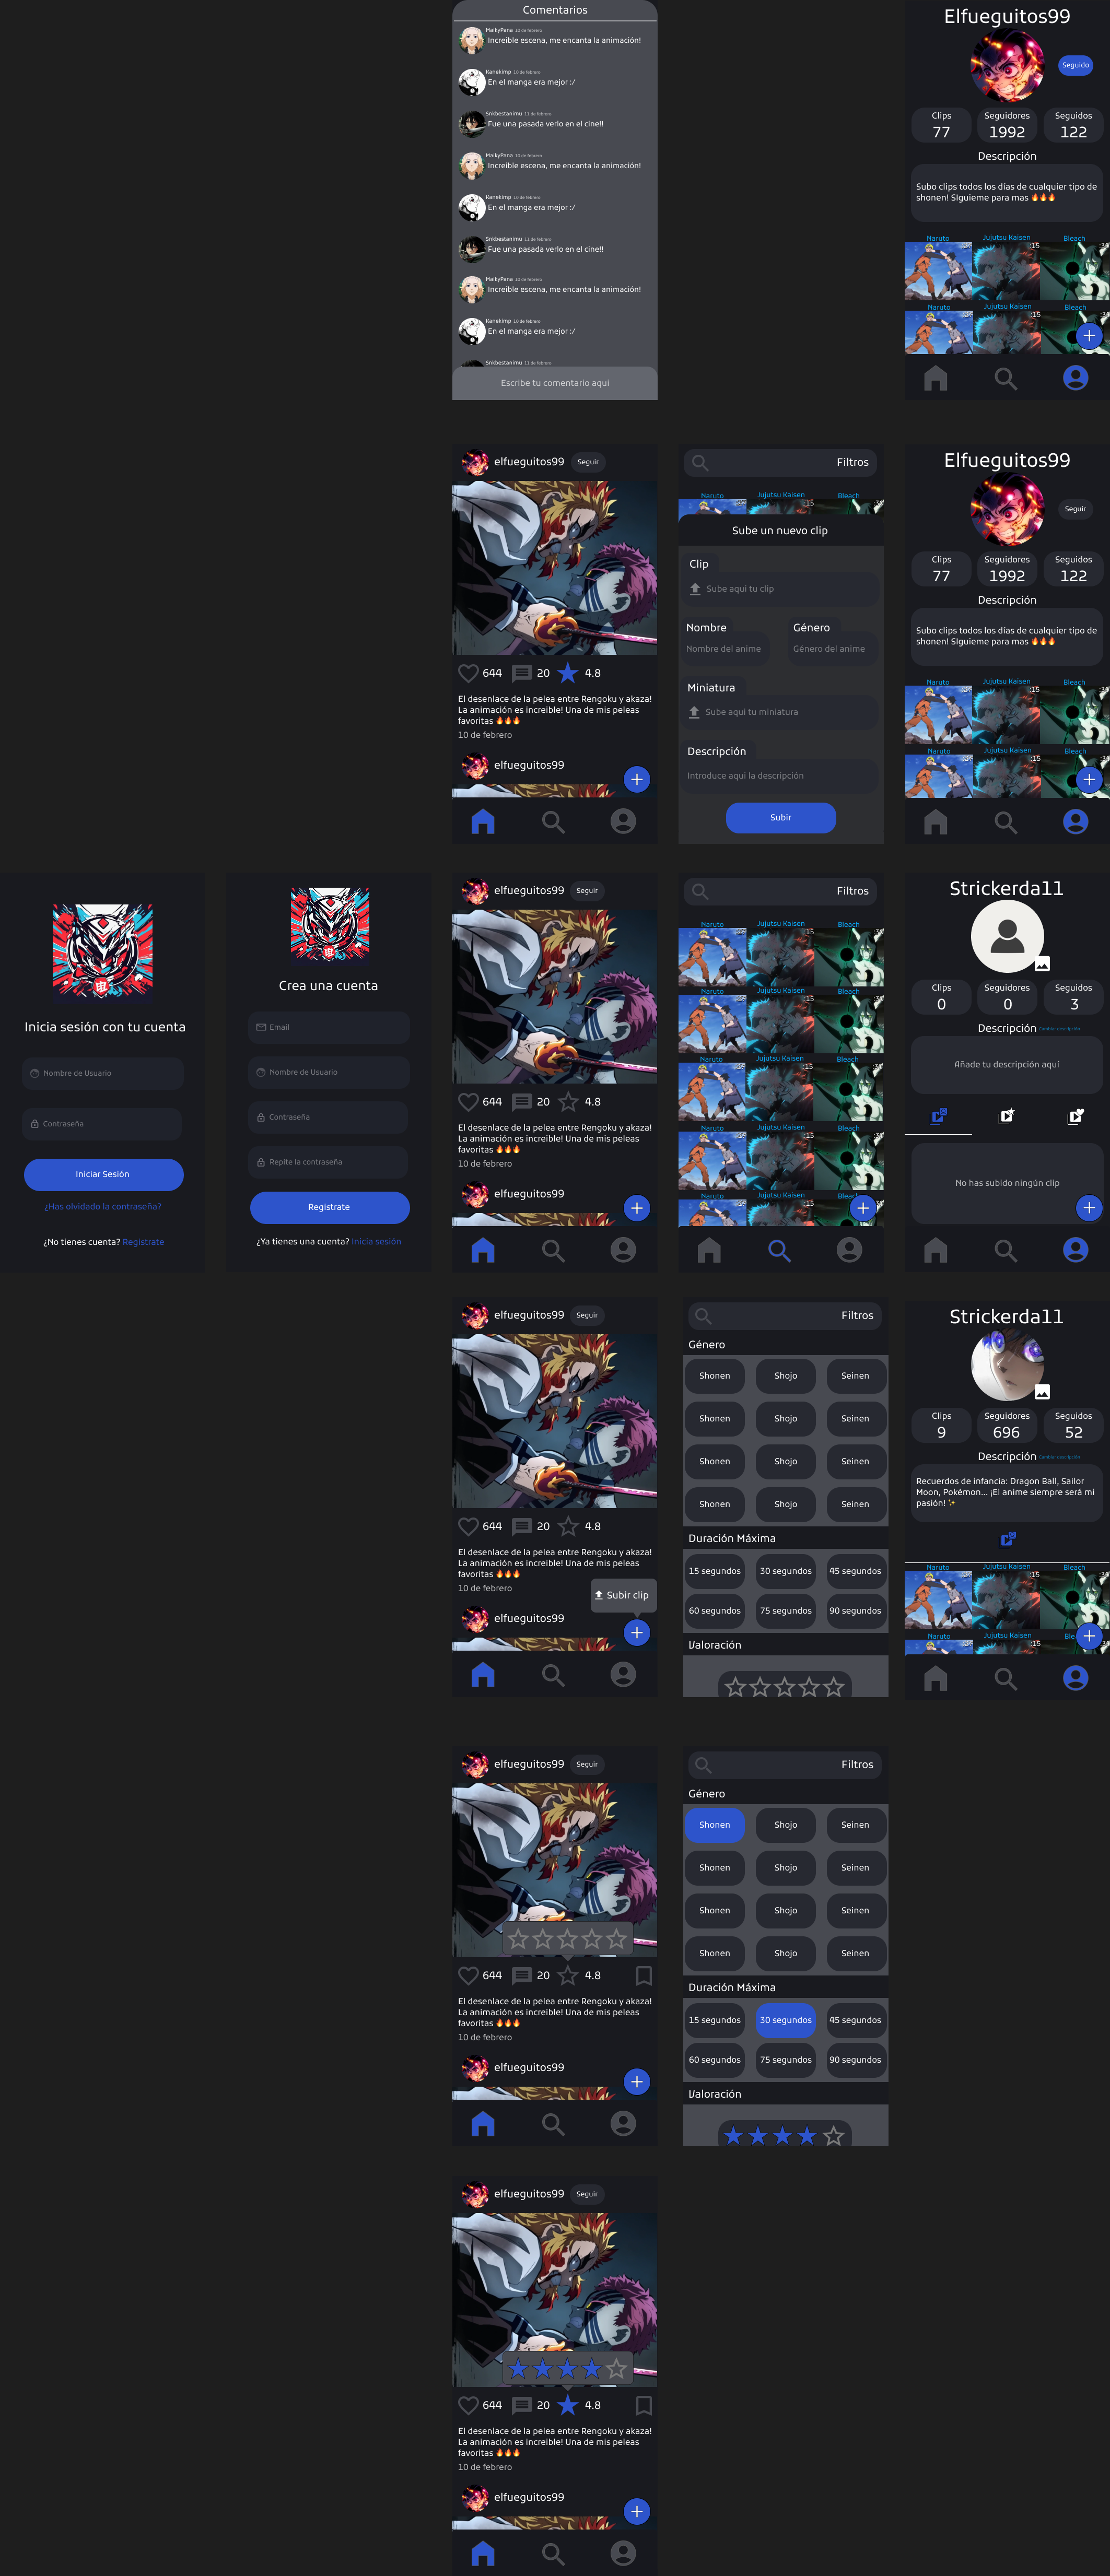 Comentarios
MaikyPana 10 de febrero
Increible escena, me encanta la animación!
Kanekimp 10 de febrero
En el manga era mejor :/
Snkbestanimu 11 de febrero
Fue una pasada verlo en el cine!!
MaikyPana 10 de febrero
Increible escena, me encanta la animación!
Kanekimp 10 de febrero
En el manga era mejor :/
Snkbestanimu 11 de febrero
Fue una pasada verlo en el cine!!
MaikyPana 10 de febrero
Increible escena, me encanta la animación!
Kanekimp 10 de febrero
En el manga era mejor :/
Snkbestanimu 11 de febrero
Escribe tu comentario aqui
Elfueguitos99
Seguido
Clips Seguidores Seguidos
77 1992 122
Descripción
Subo clips todos los días de cualquier tipo de
shonen! SIguieme para mas 🔥🔥🔥
Naruto Jujutsu Kaisen Bleach
:15
Naruto Jujutsu Kaisen Bleach
:15
elfueguitos99 Seguir
644 20 4.8
El desenlace de la pelea entre Rengoku y akaza!
La animación es increible! Una de mis peleas
favoritas 🔥🔥🔥
10 de febrero
elfueguitos99
Filtros
Naruto Jujutsu Kaisen Bleach
:15
Sube un nuevo clip
Clip
Sube aqui tu clip
Nombre Género
Nombre del anime Género del anime
Miniatura
Sube aqui tu miniatura
Descripción
Introduce aqui la descripción
Subir
Elfueguitos99
Seguir
Clips Seguidores Seguidos
77 1992 122
Descripción
Subo clips todos los días de cualquier tipo de
shonen! SIguieme para mas 🔥🔥🔥
Naruto Jujutsu Kaisen Bleach
:15
Naruto Jujutsu Kaisen Bleach
:15
Inicia sesión con tu cuenta
Nombre de Usuario
Contraseña
Iniciar Sesión
¿Has olvidado la contraseña?
¿No tienes cuenta? Registrate
Crea una cuenta
Email
Nombre de Usuario
Contraseña
Repite la contraseña
Registrate
¿Ya tienes una cuenta? Inicia sesión
elfueguitos99 Seguir
644 20 4.8
El desenlace de la pelea entre Rengoku y akaza!
La animación es increible! Una de mis peleas
favoritas 🔥🔥🔥
10 de febrero
elfueguitos99
Filtros
Naruto Jujutsu Kaisen Bleach
:15
Naruto Jujutsu Kaisen Bleach
:15
Naruto Jujutsu Kaisen Bleach
:15
Naruto Jujutsu Kaisen Bleach
:15
Naruto Jujutsu Kaisen Bleach
:15
Strickerda11
Clips Seguidores Seguidos
0 0 3
Descripción Cambiar descripción
Añade tu descripción aqui
No has subido ningún clip
elfueguitos99 Seguir
644 20 4.8
El desenlace de la pelea entre Rengoku y akaza!
La animación es increible! Una de mis peleas
favoritas 🔥🔥🔥
10 de febrero
Subir clip
elfueguitos99
Filtros
Género
Shonen Shojo Seinen
Shonen Shojo Seinen
Shonen Shojo Seinen
Shonen Shojo Seinen
Duración Máxima
15 segundos 30 segundos 45 segundos
60 segundos 75 segundos 90 segundos
Valoración
Strickerda11
Clips Seguidores Seguidos
9 696 52
Descripción Cambiar descripción
Recuerdos de infancia: Dragon Ball, Sailor
Moon, Pokémon... ¡El anime siempre será mi
pasión! ✨
Naruto Jujutsu Kaisen Bleach
:15
Naruto Jujutsu Kaisen
:15
elfueguitos99 Seguir
644 20 4.8
El desenlace de la pelea entre Rengoku y akaza!
La animación es increible! Una de mis peleas
favoritas 🔥🔥🔥
10 de febrero
elfueguitos99
Filtros
Género
Shonen Shojo Seinen
Shonen Shojo Seinen
Shonen Shojo Seinen
Shonen Shojo Seinen
Duración Máxima
15 segundos 30 segundos 45 segundos
60 segundos 75 segundos 90 segundos
Valoración
elfueguitos99 Seguir
644 20 4.8
El desenlace de la pelea entre Rengoku y akaza!
La animación es increible! Una de mis peleas
favoritas 🔥🔥🔥
10 de febrero
elfueguitos99